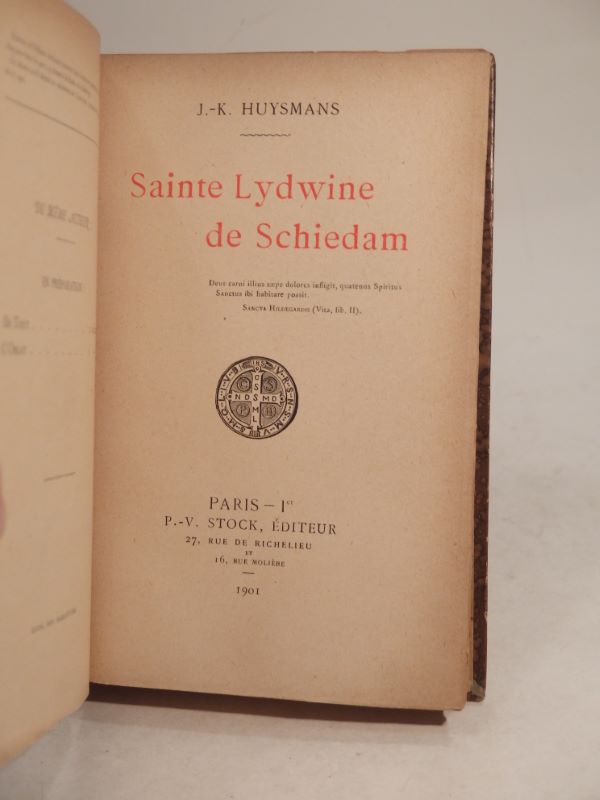 J.-K. HUYSMANS
Sainte Lydwine
de Schiedam
Deus carni illius sæpe dolores infligit, quatenus Spiritus
Sanctus ibi habitare possit.
Sancta Hildegardis (Vita, lib. II).
PARIS — Ier
P.-V. STOCK, ÉDITEUR
27, RUE DE RICHELIEU
ET
16, RUE MOLIÈRE
1901